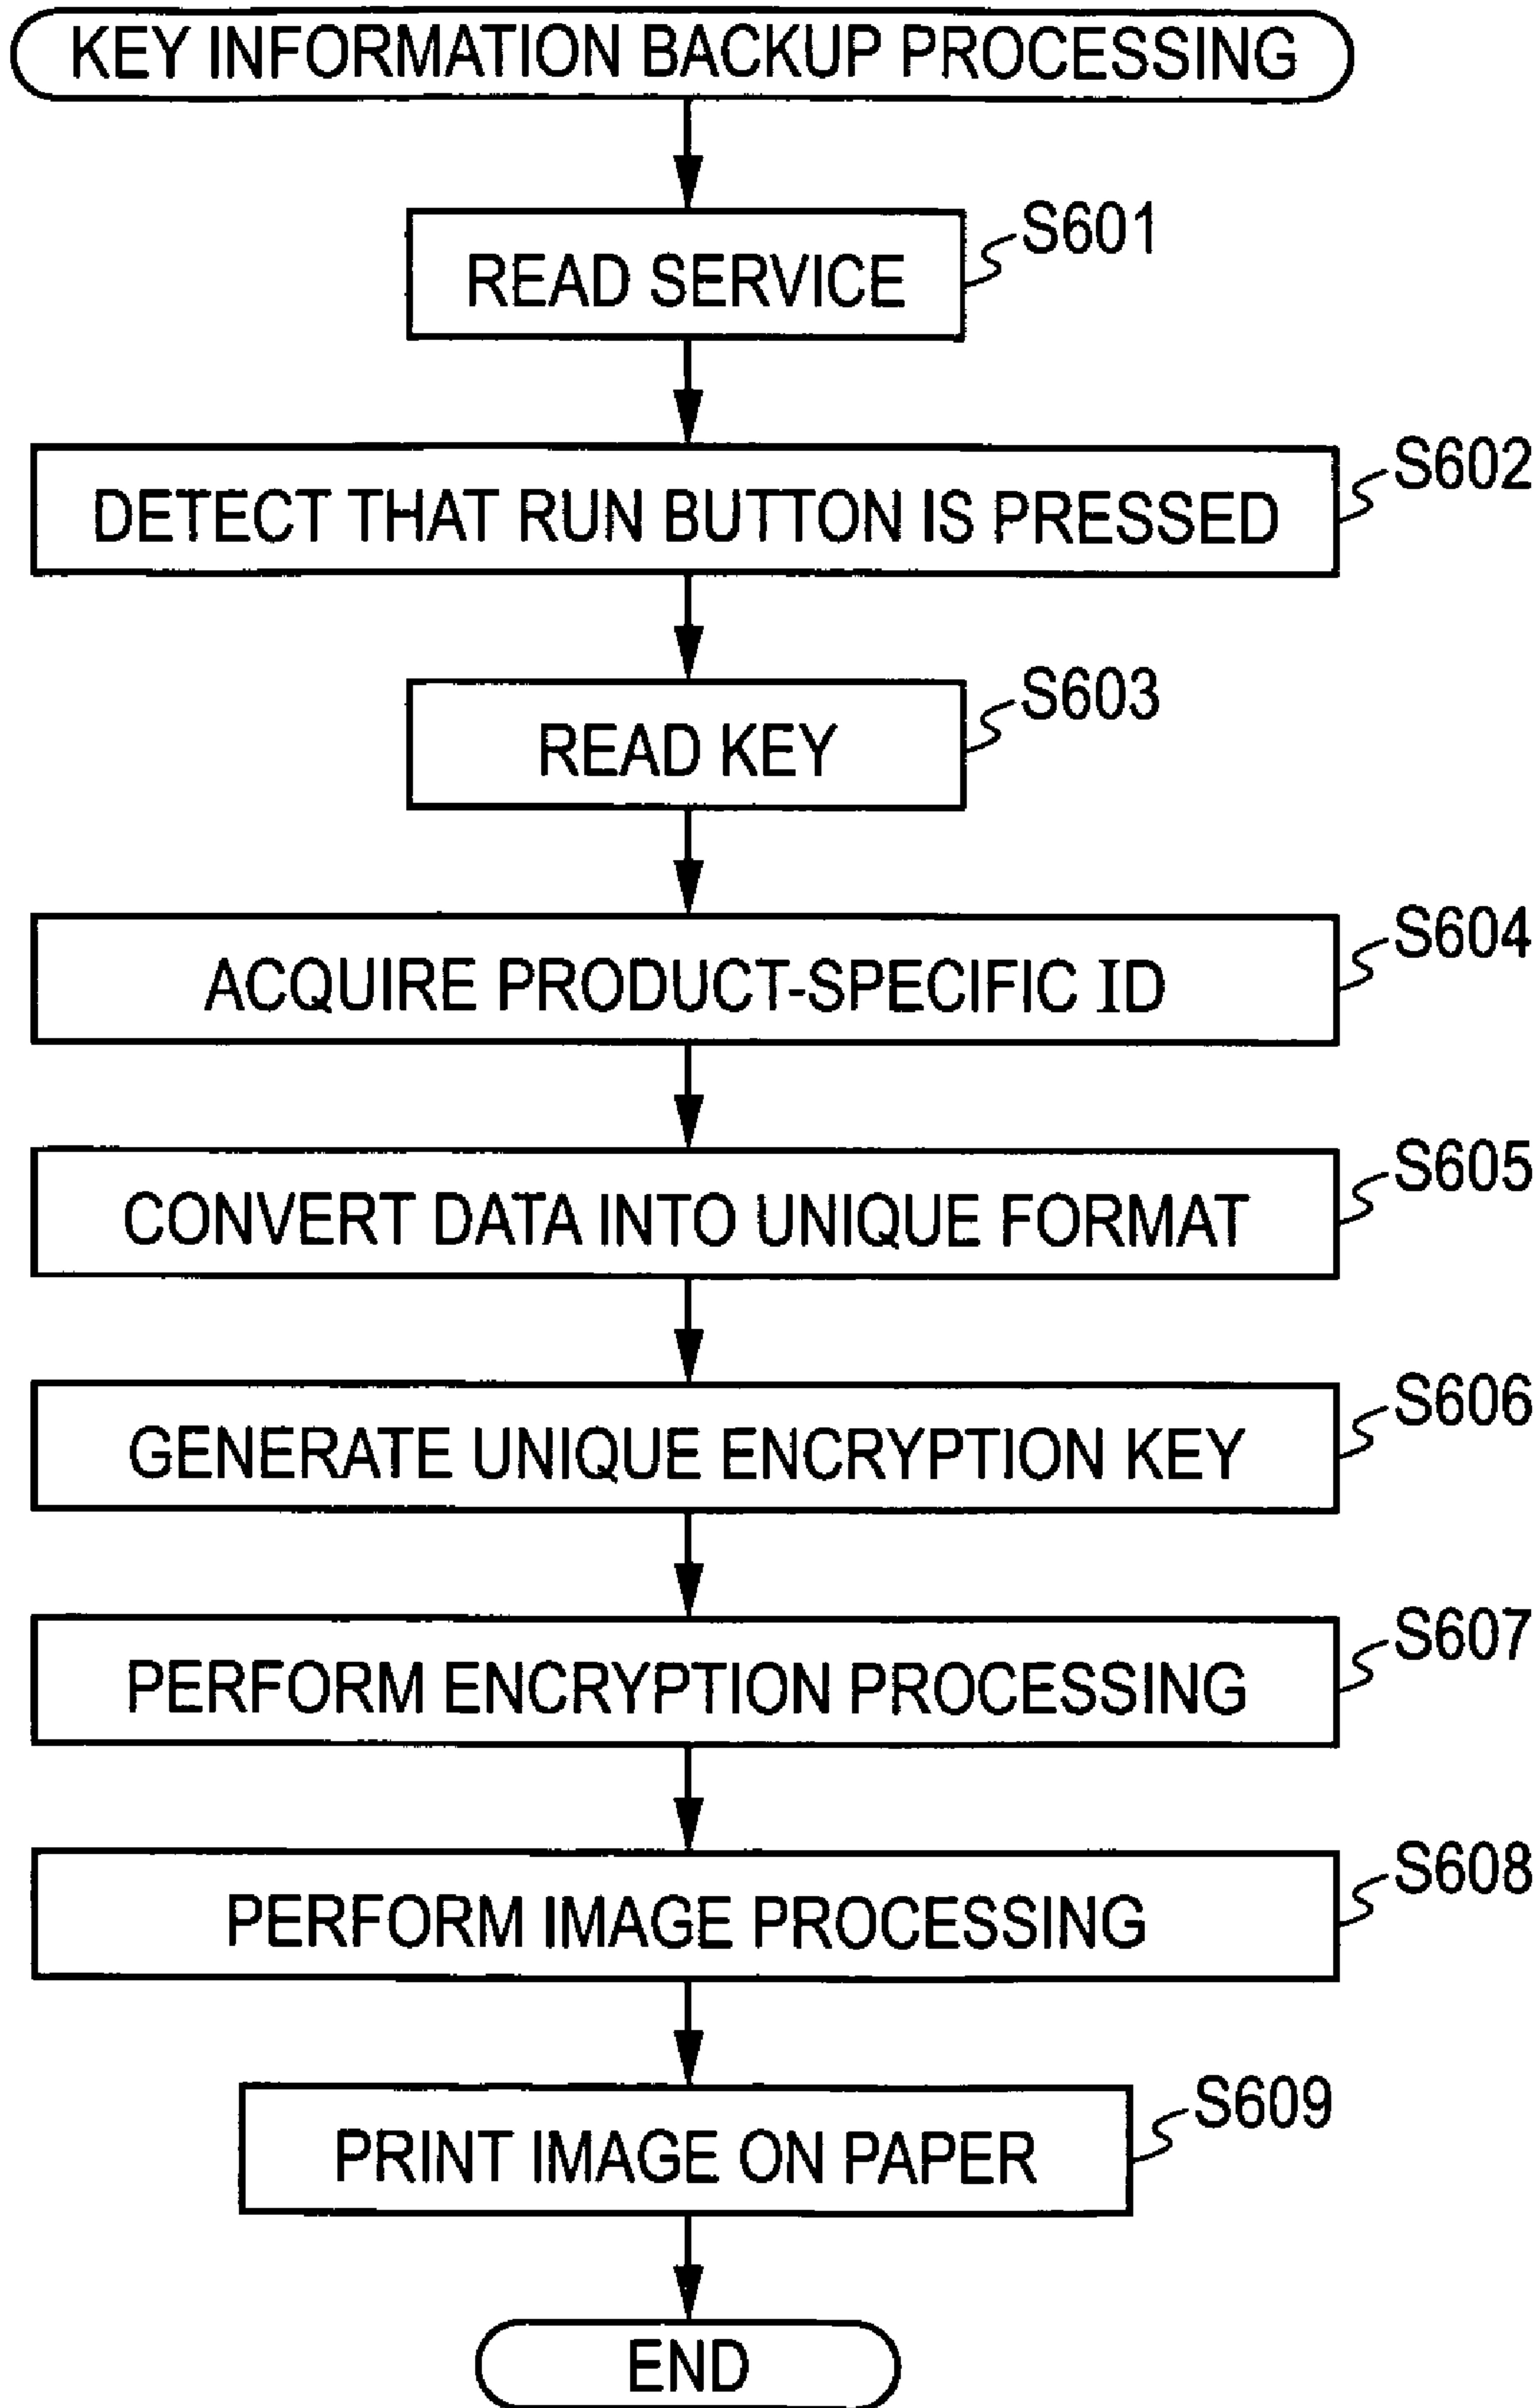 KEY INFORMATION BACKUP PROCESSING
S601
READ SERVICE
S602
DETECT THAT RUN BUTTON IS PRESSED
S603
READ KEY
S604
ACQUIRE PRODUCT-SPECIFIC ID
S605
CONVERT DATA INTO UNIQUE FORMAT
S606
GENERATE UNIQUE ENCRYPTION KEY
S607
PERFORM ENCRYPTION PROCESSING
S608
PERFORM IMAGE PROCESSING
S609
PRINT IMAGE ON PAPER
END